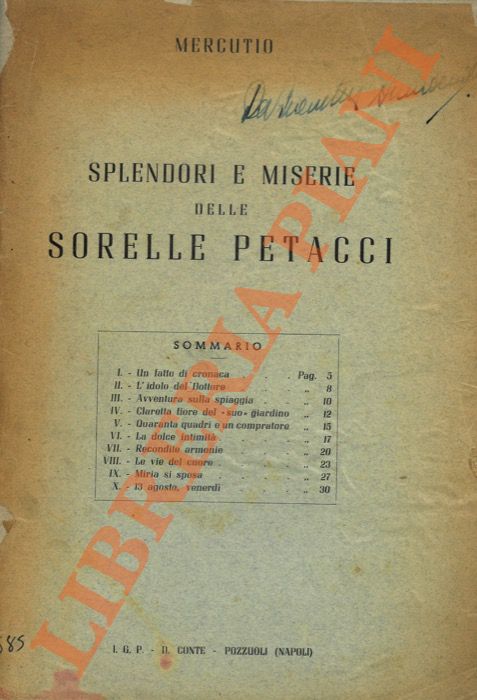 MERCUTIO
SPLENDORI E MISERIE
DELLE
SORELLE PETACCI
SOMMARIO
I. - Un fatto di cronaca . . Pag. 5
II. - L'idolo del Dottore . . . „ 8
III. - Avventura sulla spiaggia . . „ 10
IV. - Claretta fiore del «suo» giardino „ 12
V. - Quaranta quadri e un compratore „ 15
VI. - La dolce intimità . . . „ 17
VII. - Recondite armonie . . . „ 20
VIII. - Le vie del cuore . . . „ 23
IX. - Miria si sposa . . . „ 27
X. - 13 agosto, venerdì . . . „ 30
I. G. P. - D. CONTE - POZZUOLI (NAPOLI)
585
LIBRERIA PIANI